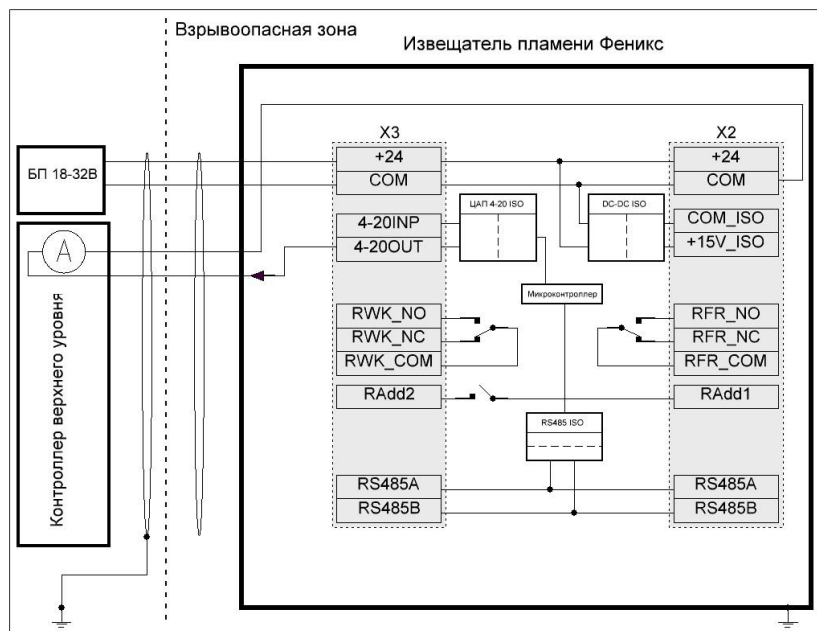 Взрывоопасная зона
Извещатель пламени Феникс
X3
X2
БП 18-32В
+24
COM
+24
COM
4-20INP
4-20OUT
ЦАП 4-20 ISO
DC-DC ISO
COM_ISO
+15V_ISO
A
Контроллер верхнего уровня
Микроконтроллер
RWK_NO
RWK_NC
RWK_COM
RFR_NO
RFR_NC
RFR_COM
RAdd2
RAdd1
RS485 ISO
RS485A
RS485B
RS485A
RS485B